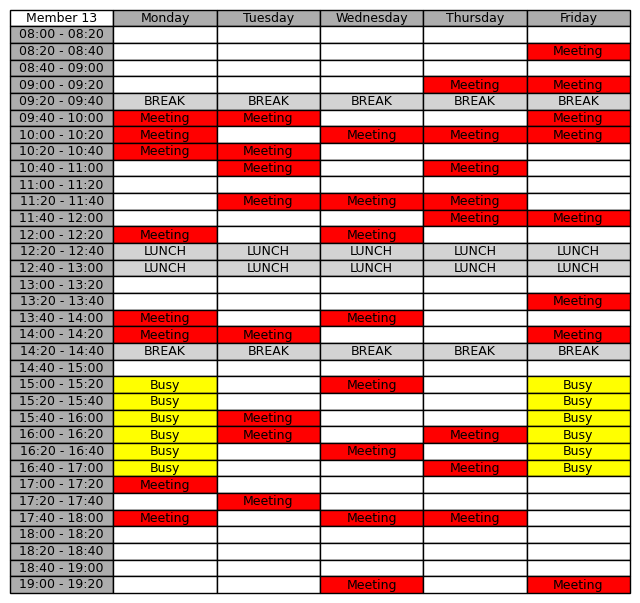 Member 13 Monday Tuesday Wednesday Thursday Friday
08:00 - 08:20
08:20 - 08:40 Meeting
08:40 - 09:00
09:00 - 09:20 Meeting Meeting
09:20 - 09:40 BREAK BREAK BREAK BREAK BREAK
09:40 - 10:00 Meeting Meeting Meeting
10:00 - 10:20 Meeting Meeting Meeting Meeting
10:20 - 10:40 Meeting Meeting
10:40 - 11:00 Meeting Meeting
11:00 - 11:20
11:20 - 11:40 Meeting Meeting Meeting
11:40 - 12:00 Meeting Meeting
12:00 - 12:20 Meeting Meeting
12:20 - 12:40 LUNCH LUNCH LUNCH LUNCH LUNCH
12:40 - 13:00 LUNCH LUNCH LUNCH LUNCH LUNCH
13:00 - 13:20
13:20 - 13:40 Meeting
13:40 - 14:00 Meeting Meeting
14:00 - 14:20 Meeting Meeting Meeting
14:20 - 14:40 BREAK BREAK BREAK BREAK BREAK
14:40 - 15:00
15:00 - 15:20 Busy Meeting Busy
15:20 - 15:40 Busy Busy
15:40 - 16:00 Busy Meeting Busy
16:00 - 16:20 Busy Meeting Meeting Busy
16:20 - 16:40 Busy Meeting Busy
16:40 - 17:00 Busy Meeting Busy
17:00 - 17:20 Meeting
17:20 - 17:40 Meeting
17:40 - 18:00 Meeting Meeting Meeting
18:00 - 18:20
18:20 - 18:40
18:40 - 19:00
19:00 - 19:20 Meeting Meeting